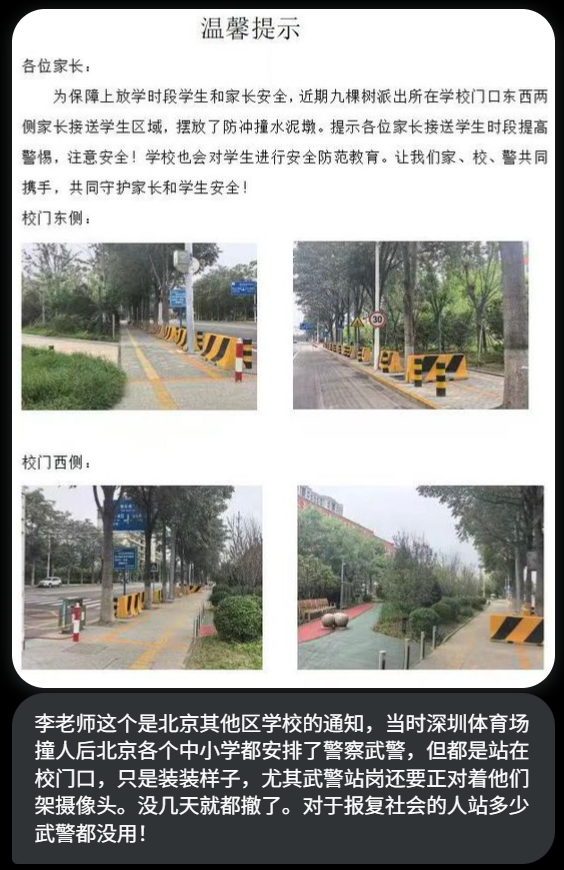 温馨提示
各位家长：
为保障上放学时段学生和家长安全，近期九棵树派出所在学校门口东西两
侧家长接送学生区域，摆放了防冲撞水泥墩。提示各位家长接送学生时段提高
警惕，注意安全！学校也会对学生进行安全防范教育。让我们家、校、警共同
携手，共同守护家长和学生安全！
校门东侧：
30
校门西侧：
李老师这个是北京其他区学校的通知，当时深圳体育场
撞人后北京各个中小学都安排了警察武警，但都是站在
校门口，只是装装样子，尤其武警站岗还要正对着他们
架摄像头。没几天就都撤了。对于报复社会的人站多少
武警都没用！